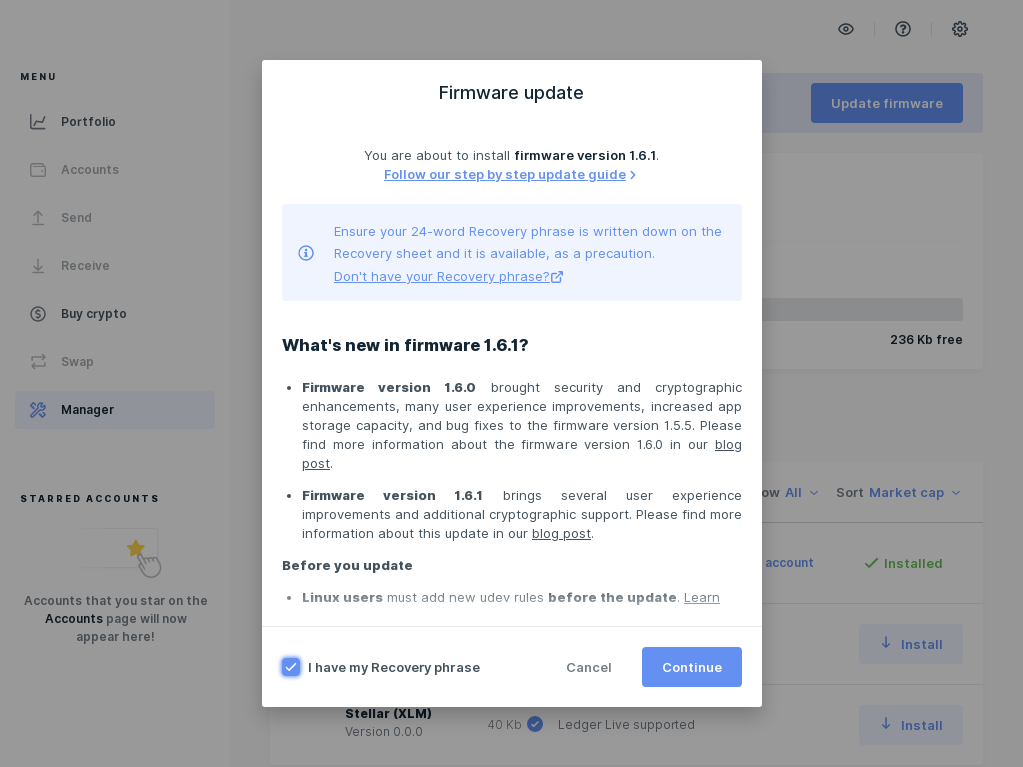 MENU
Portfolio
Accounts
Send
Receive
Buy crypto
Swap
Manager
STARRED ACCOUNTS
Accounts that you star on the
Accounts page will now
appear here!
Update firmware
236 Kb free
All
Sort Market cap
account
Installed
Install
Stellar (XLM)
Version 0.0.0
40 Kb
Ledger Live supported
Install
Firmware update
You are about to install firmware version 1.6.1.
Follow our step by step update guide
Ensure your 24-word Recovery phrase is written down on the
Recovery sheet and it is available, as a precaution.
Don't have your Recovery phrase?
What's new in firmware 1.6.1?
• Firmware version 1.6.0 brought security and cryptographic
enhancements, many user experience improvements, increased app
storage capacity, and bug fixes to the firmware version 1.5.5. Please
find more information about the firmware version 1.6.0 in our blog
post.
• Firmware version 1.6.1 brings several user experience
improvements and additional cryptographic support. Please find more
information about this update in our blog post.
Before you update
• Linux users must add new udev rules before the update. Learn
I have my Recovery phrase
Cancel
Continue